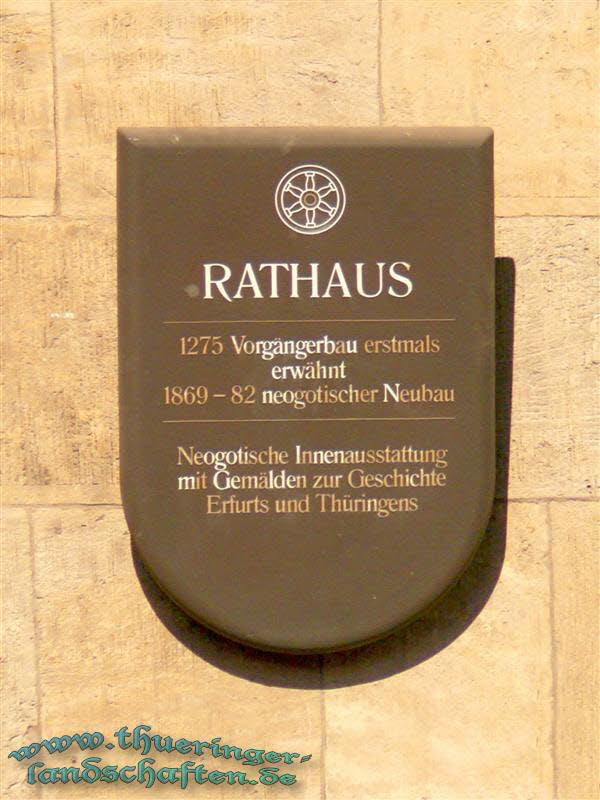 RATHAUS
1275 Vorgängerbau erstmals
erwähnt
1869 – 82 neogotischer Neubau
Neogotische Innenausstattung
mit Gemälden zur Geschichte
Erfurts und Thüringens
www.thueringer-
landschaften.de